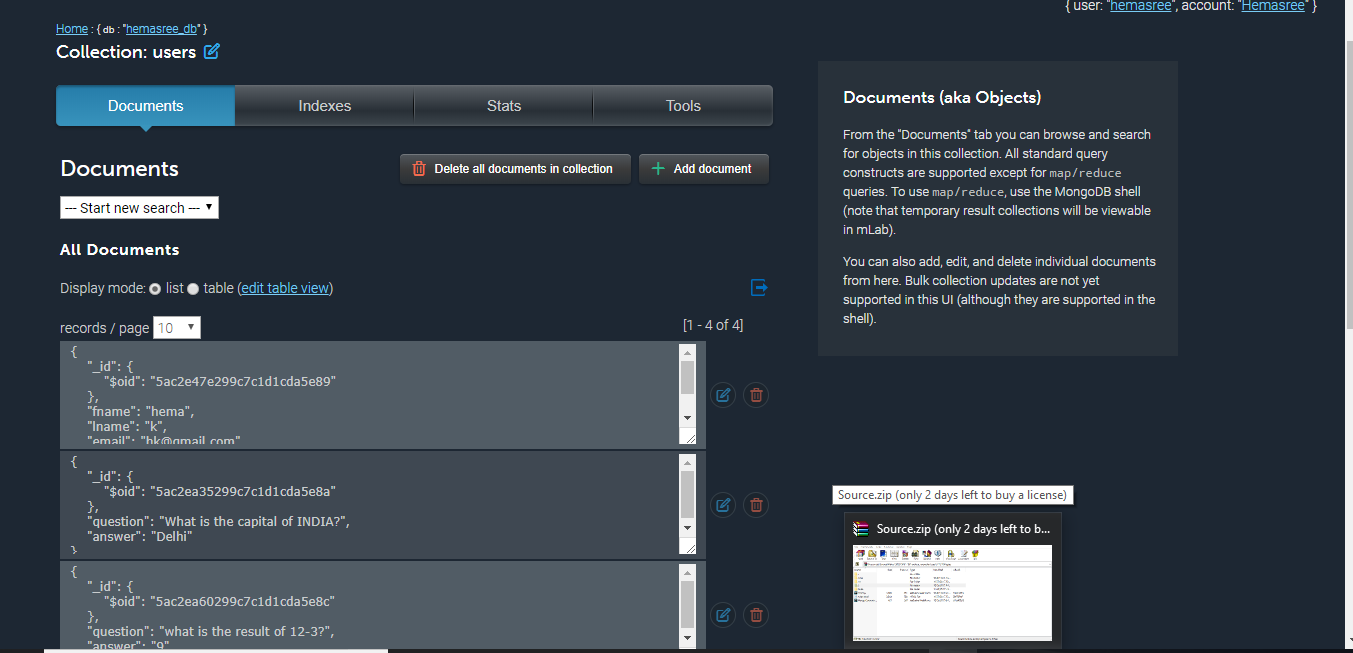 { user: "hemasree", account: "Hemasree" }
Home : { db : "hemasree_db" }
Collection: users
Documents
Indexes
Stats
Tools
Documents
Delete all documents in collection
Add document
--- Start new search ---
All Documents
Display mode: list table (edit table view)
records / page 10
[1 - 4 of 4]
{
"_id": {
"$oid": "5ac2e47e299c7c1d1cda5e89"
},
"fname": "hema",
"lname": "k",
"email": "hk@gmail.com"
{
"_id": {
"$oid": "5ac2ea35299c7c1d1cda5e8a"
},
"question": "What is the capital of INDIA?",
"answer": "Delhi"
}
{
"_id": {
"$oid": "5ac2ea60299c7c1d1cda5e8c"
},
"question": "what is the result of 12-3?",
"answer": "9"
Documents (aka Objects)
From the "Documents" tab you can browse and search
for objects in this collection. All standard query
constructs are supported except for map/reduce
queries. To use map/reduce, use the MongoDB shell
(note that temporary result collections will be viewable
in mLab).
You can also add, edit, and delete individual documents
from here. Bulk collection updates are not yet
supported in this UI (although they are supported in the
shell).
Source.zip (only 2 days left to buy a license)
Source.zip (only 2 days left to b...